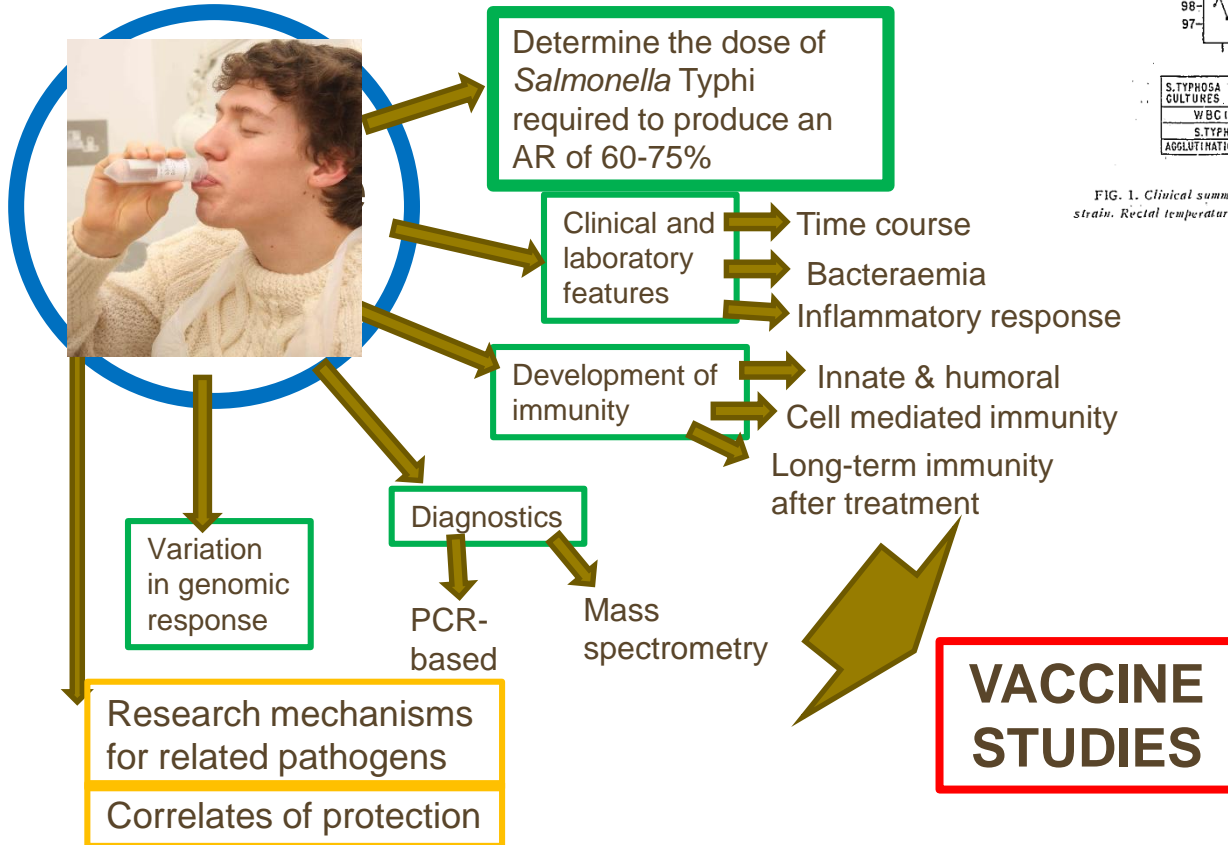 Determine the dose of
Salmonella Typhi
required to produce an
AR of 60-75%
98-
97-
S.TYPHOSA
CULTURES
WBC
S.TYPH
FIG. 1. Clinical summ
strain. Rectal temperatur
Clinical and
laboratory
features
Time course
Bacteraemia
Inflammatory response
Development of
immunity
Innate & humoral
Cell mediated immunity
Long-term immunity
after treatment
Diagnostics
PCR-
based
Mass
spectrometry
Variation
in genomic
response
Research mechanisms
for related pathogens
Correlates of protection
VACCINE
STUDIES